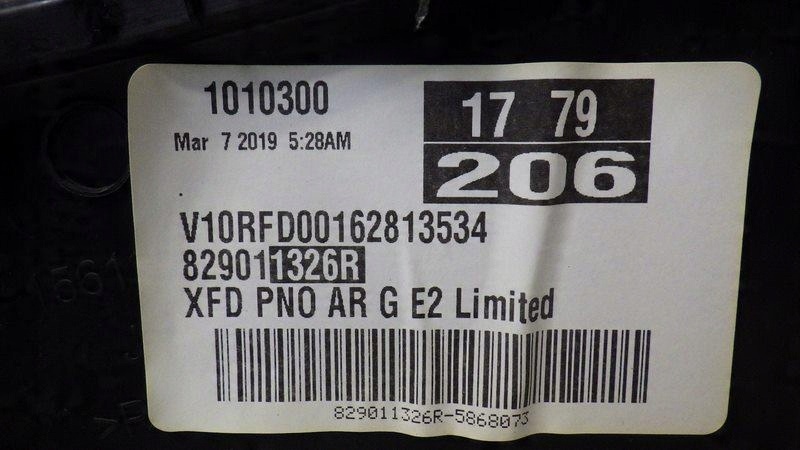 1010300
17 79
Mar 7 2019 5:28AM
206
V10RFD00162813534
829011326R
XFD PNO AR G E2 Limited
829011326R-5868073